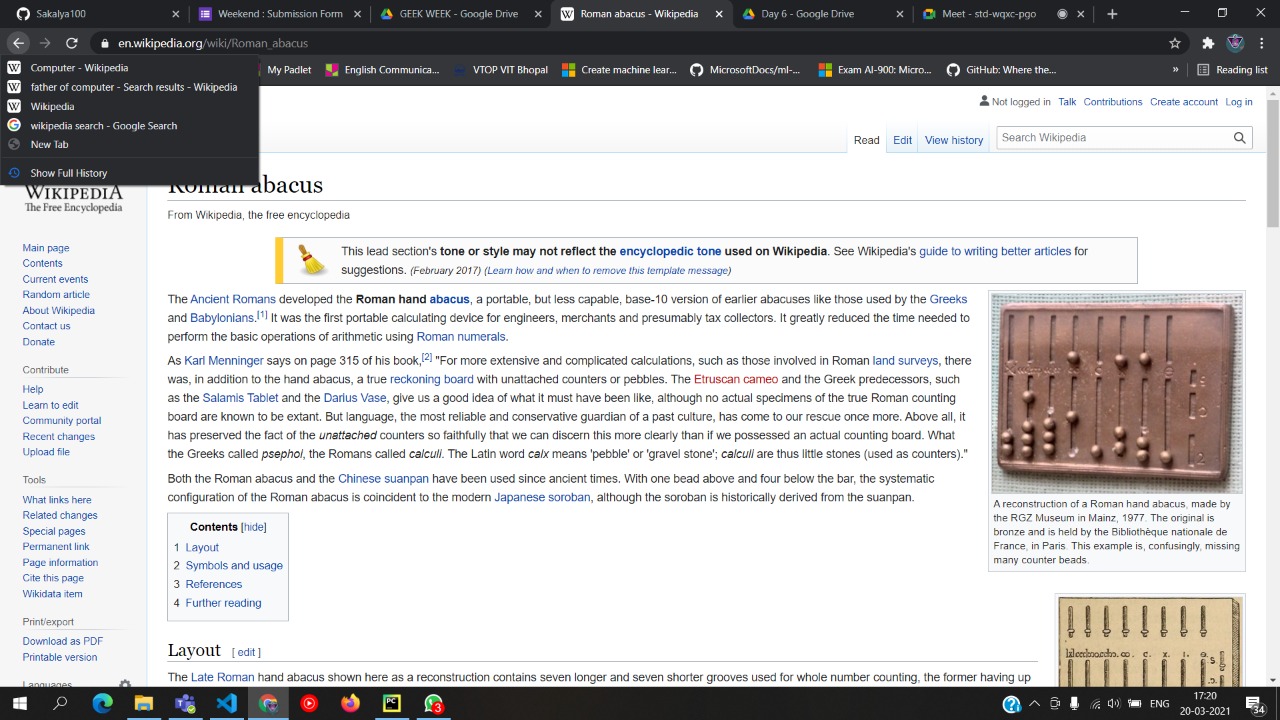 Sakalya100
Weekend : Submission Form
GEEK WEEK - Google Drive
Roman abacus - Wikipedia
Day 6 - Google Drive
Meet - std-wqxc-pgo
en.wikipedia.org/wiki/Roman_abacus
My Padlet
English Communica...
VTOP VIT Bhopal
Create machine lear...
MicrosoftDocs/ml-...
Exam AI-900: Micro...
GitHub: Where the...
»
Reading list
Computer - Wikipedia
father of computer - Search results - Wikipedia
Wikipedia
wikipedia search - Google Search
New Tab
Show Full History
Not logged in Talk Contributions Create account Log in
Read Edit View history
Search Wikipedia
WIKIPEDIA
The Free Encyclopedia
Main page
Contents
Current events
Random article
About Wikipedia
Contact us
Donate
Contribute
Help
Learn to edit
Community portal
Recent changes
Upload file
Tools
What links here
Related changes
Special pages
Permanent link
Page information
Cite this page
Wikidata item
Print/export
Download as PDF
Printable version
Languages
Roman abacus
From Wikipedia, the free encyclopedia
This lead section's tone or style may not reflect the encyclopedic tone used on Wikipedia. See Wikipedia's guide to writing better articles for
suggestions. (February 2017) (Learn how and when to remove this template message)
The Ancient Romans developed the Roman hand abacus, a portable, but less capable, base-10 version of earlier abacuses like those used by the Greeks
and Babylonians.[1] It was the first portable calculating device for engineers, merchants and presumably tax collectors. It greatly reduced the time needed to
perform the basic operations of arithmetic using Roman numerals.
As Karl Menninger says on page 315 of his book,[2] "For more extensive and complicated calculations, such as those involved in Roman land surveys, there
was, in addition to the hand abacus, a true reckoning board with unattached counters or pebbles. The Etruscan cameo and the Greek predecessors, such
as the Salamis Tablet and the Darius Vase, give us a good idea of what it must have been like, although no actual specimens of the true Roman counting
board are known to be extant. But language, the most reliable and conservative guardian of a past culture, has come to our rescue once more. Above all, it
has preserved the fact of the unattached counters so faithfully that we can discern this more clearly than if we possessed an actual counting board. What
the Greeks called psephoi, the Romans called calculi. The Latin word calx means 'pebble' or 'gravel stone'; calculi are thus little stones (used as counters)."
Both the Roman abacus and the Chinese suanpan have been used since ancient times. With one bead above and four below the bar, the systematic
configuration of the Roman abacus is coincident to the modern Japanese soroban, although the soroban is historically derived from the suanpan.
A reconstruction of a Roman hand abacus, made by
the RGZ Museum in Mainz, 1977. The original is
bronze and is held by the Bibliothèque nationale de
France, in Paris. This example is, confusingly, missing
many counter beads.
Contents [hide]
1 Layout
2 Symbols and usage
3 References
4 Further reading
Layout [ edit ]
The Late Roman hand abacus shown here as a reconstruction contains seven longer and seven shorter grooves used for whole number counting, the former having up
3
ENG
17:20
20-03-2021
34